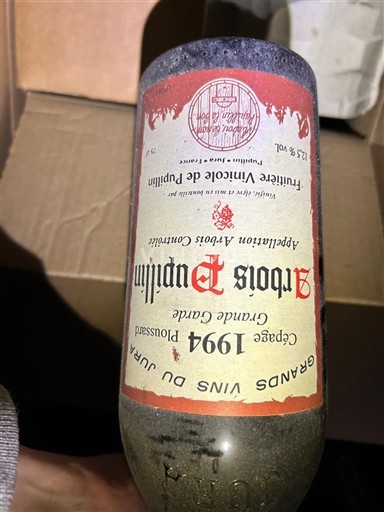 JURA
GRANDS VINS DU JURA
Cépage 1994 Ploussard
Grande Garde
Arbois Pupillin
Appellation Arbois Contrôlée
Vinifié, élevé et mis en bouteille par
Fruitière Vinicole de Pupillin
Pupillin • Jura • France
75 cl
12,5 % vol.